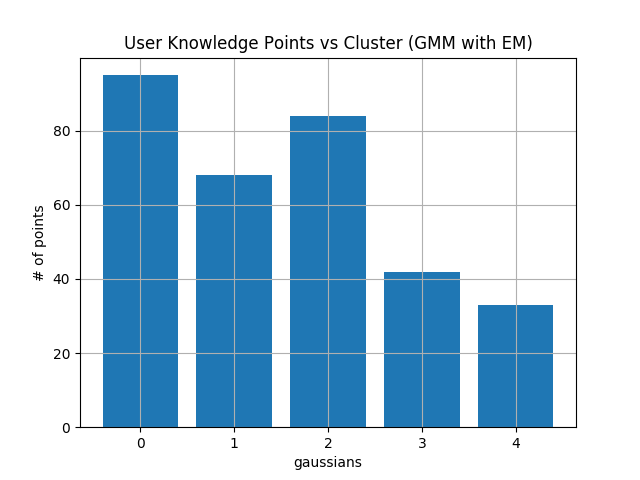 User Knowledge Points vs Cluster (GMM with EM)
80
60
40
20
0
# of points
0 1 2 3 4
gaussians